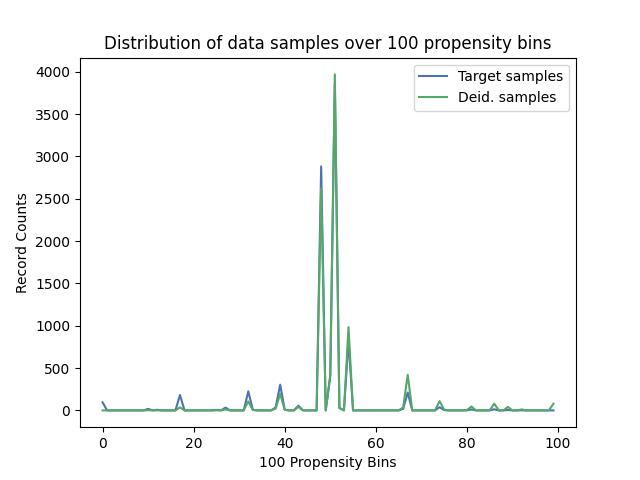 Distribution of data samples over 100 propensity bins
Target samples
Deid. samples
Record Counts
4000
3500
3000
2500
2000
1500
1000
500
0
0 20 40 60 80 100
100 Propensity Bins